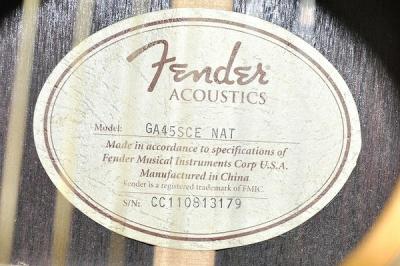 Fender
ACOUSTICS
Model: GA45SCE NAT
Made in accordance to specifications of
Fender Musical Instruments Corp U.S.A.
Manufactured in China
Fender is a registered trademark of FMIC.
S/N: CC110813179